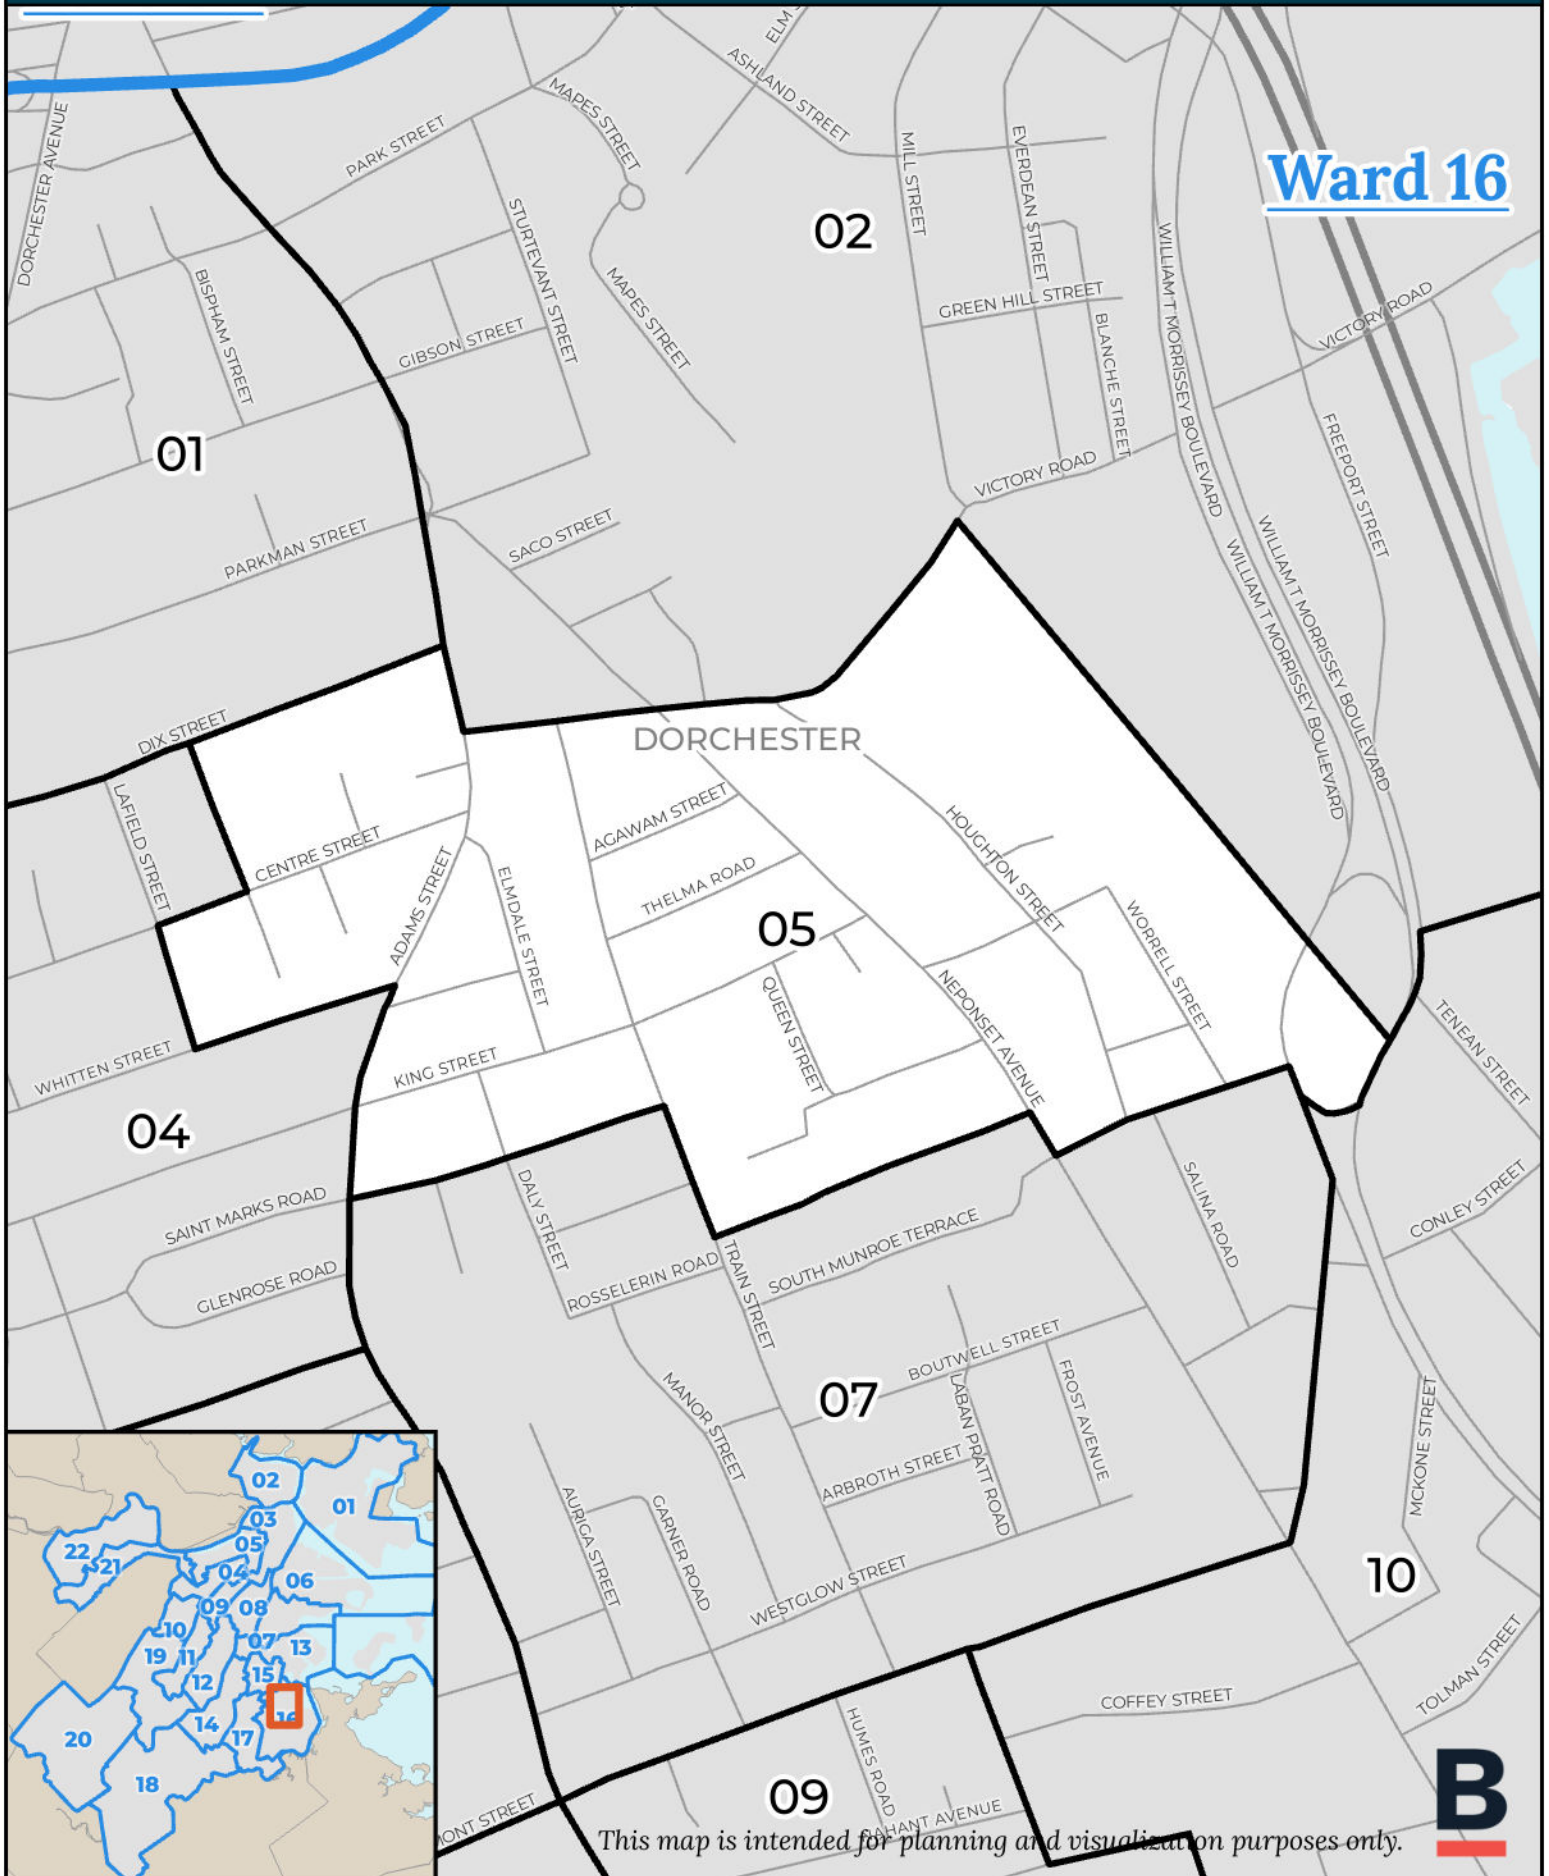 ELM S
ASHLAND STREET
MAPES STREET
DORCHESTER AVENUE
PARK STREET
MILL STREET
EVERDEAN STREET
Ward 16
02
STURTEVANT STREET
WILLIAM T MORRISSEY BOULEVARD
BISPHAM STREET
MAPES STREET
GREEN HILL STREET
VICTORY ROAD
GIBSON STREET
BLANCHE STREET
01
FREEPORT STREET
VICTORY ROAD
SACO STREET
PARKMAN STREET
WILLIAM T MORRISSEY BOULEVARD
WILLIAM T MORRISSEY BOULEVARD
DIX STREET
DORCHESTER
LAFIELD STREET
AGAWAM STREET
HOUGHTON STREET
CENTRE STREET
ADAMS STREET
ELMDALE STREET
THELMA ROAD
05
WORRELL STREET
QUEEN STREET
NEPONSET AVENUE
TENEAN STREET
WHITTEN STREET
KING STREET
04
SAINT MARKS ROAD
DALY STREET
SALINA ROAD
CONLEY STREET
GLENROSE ROAD
ROSSELERIN ROAD
TRAIN STREET
SOUTH MUNROE TERRACE
BOUTWELL STREET
MANOR STREET
07
LABAN PRATT ROAD
FROST AVENUE
MCKONE STREET
ARBROTH STREET
AURIGA STREET
GARNER ROAD
WESTGLOW STREET
10
TOLMAN STREET
COFFEY STREET
HUMES ROAD
09
MONT STREET
AHANT AVENUE
This map is intended for planning and visualization purposes only.
B
02
01
03
05
22
21
04
06
09
08
10
07
13
19
11
15
12
16
14
17
20
18